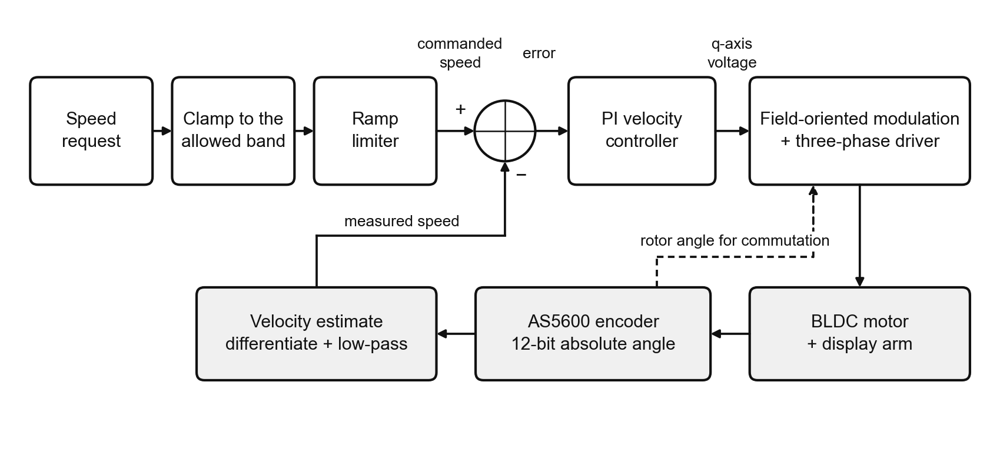 commanded
speed
error
q-axis
voltage
Speed
request
Clamp to the
allowed band
Ramp
limiter
+
PI velocity
controller
Field-oriented modulation
+ three-phase driver
−
measured speed
rotor angle for commutation
Velocity estimate
differentiate + low-pass
AS5600 encoder
12-bit absolute angle
BLDC motor
+ display arm